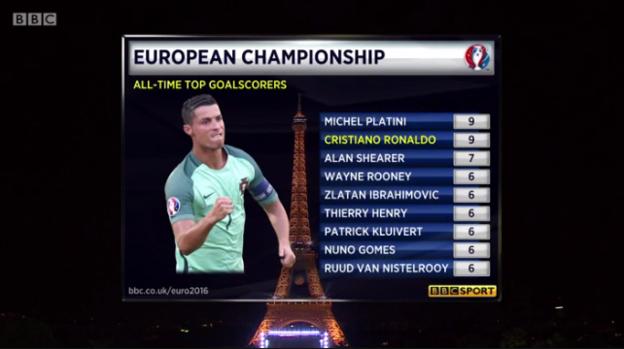 BBC
EUROPEAN CHAMPIONSHIP
ALL-TIME TOP GOALSCORERS
MICHEL PLATINI 9
CRISTIANO RONALDO 9
ALAN SHEARER 7
WAYNE ROONEY 6
ZLATAN IBRAHIMOVIC 6
THIERRY HENRY 6
PATRICK KLUIVERT 6
NUNO GOMES 6
RUUD VAN NISTELROOY 6
bbc.co.uk/euro2016
BBC SPORT